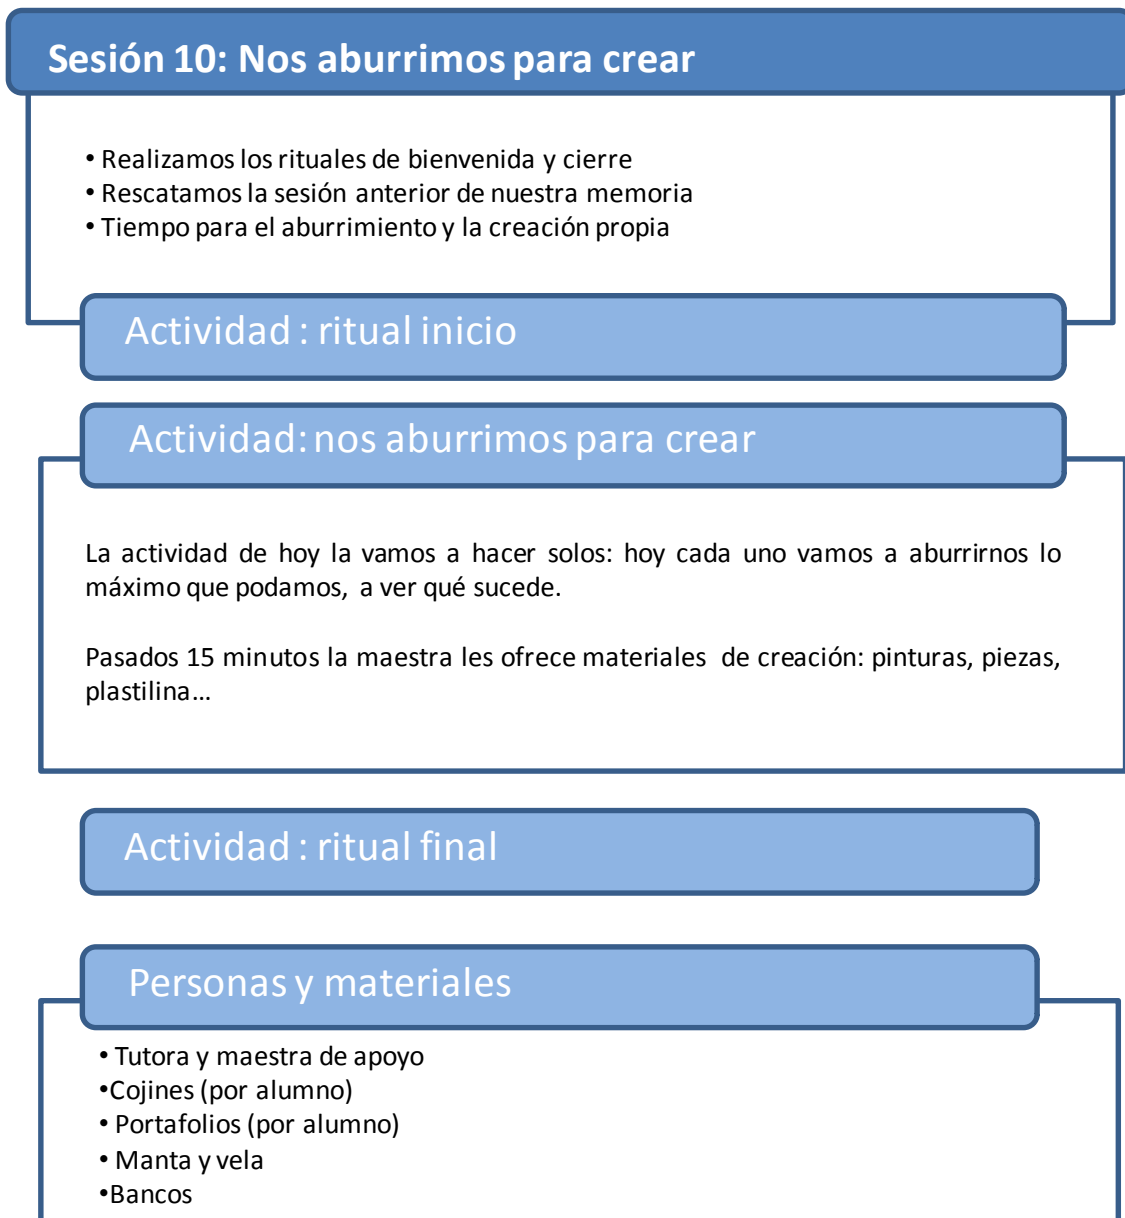 Sesión 10: Nos aburrimos para crear
• Realizamos los rituales de bienvenida y cierre
• Rescatamos la sesión anterior de nuestra memoria
• Tiempo para el aburrimiento y la creación propia
Actividad : ritual inicio
Actividad: nos aburrimos para crear
La actividad de hoy la vamos a hacer solos: hoy cada uno vamos a aburrirnos lo
máximo que podamos, a ver qué sucede.
Pasados 15 minutos la maestra les ofrece materiales de creación: pinturas, piezas,
plastilina…
Actividad : ritual final
Personas y materiales
• Tutora y maestra de apoyo
•Cojines (por alumno)
• Portafolios (por alumno)
• Manta y vela
•Bancos